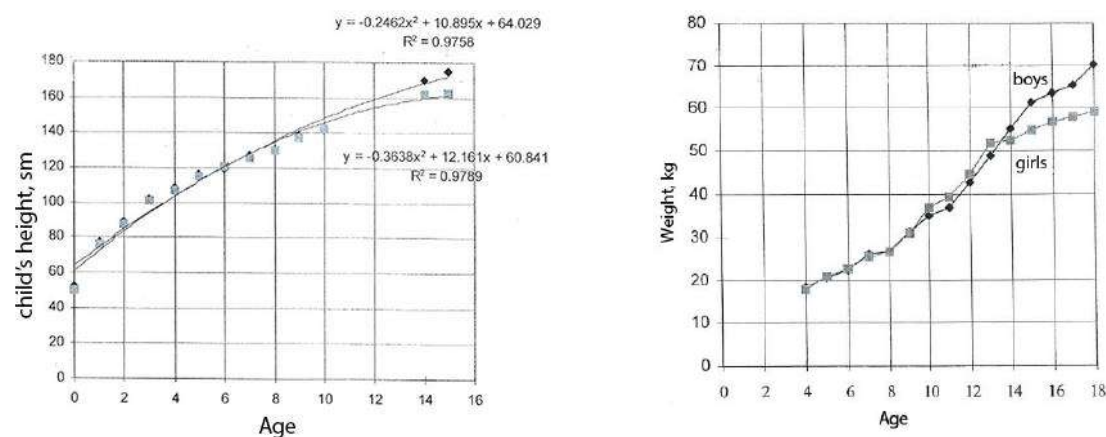 y = -0.2462x² + 10.895x + 64.029
R² = 0.9758
180
160
140
120
100
80
60
40
20
0
0 2 4 6 8 10 12 14 16
child's height, sm
Age
y = -0.3638x² + 12.161x + 60.841
R² = 0.9789
80
70
60
50
40
30
20
10
0
0 2 4 6 8 10 12 14 16 18
Weight, kg
Age
boys
girls